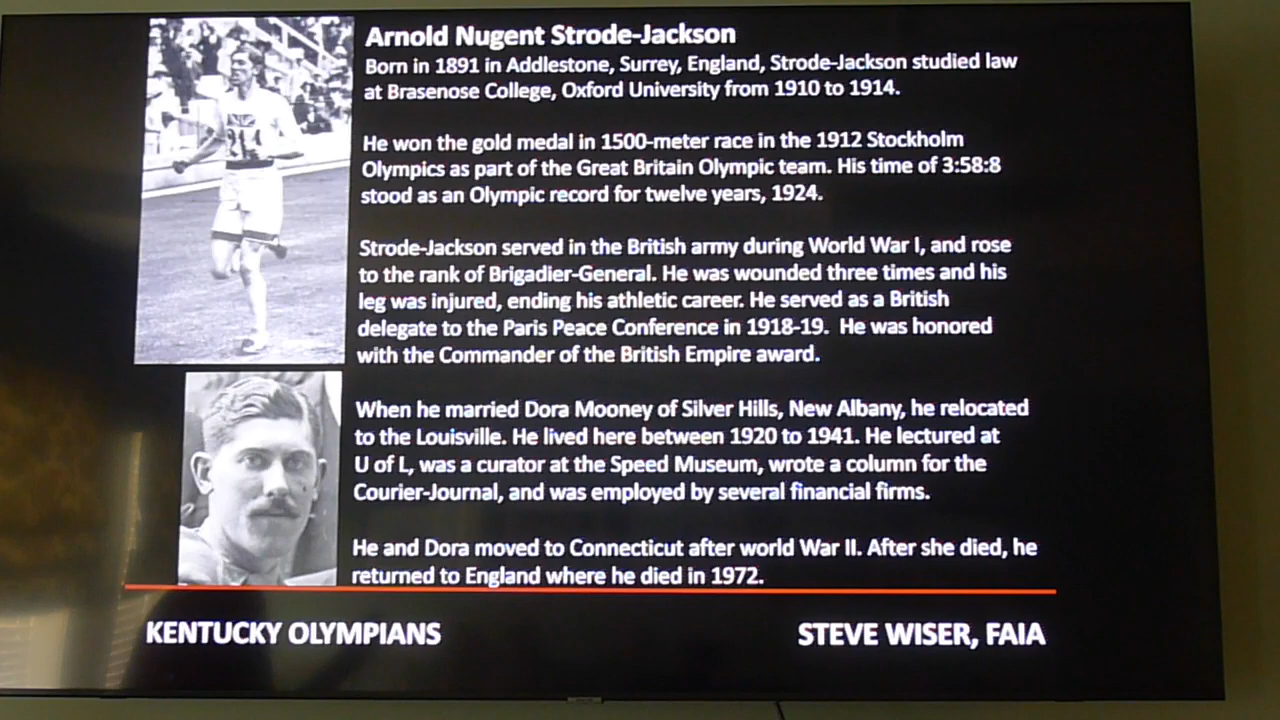 Arnold Nugent Strode-Jackson
Born in 1891 in Addlestone, Surrey, England, Strode-Jackson studied law
at Brasenose College, Oxford University from 1910 to 1914.
He won the gold medal in 1500-meter race in the 1912 Stockholm
Olympics as part of the Great Britain Olympic team. His time of 3:58:8
stood as an Olympic record for twelve years, 1924.
Strode-Jackson served in the British army during World War I, and rose
to the rank of Brigadier-General. He was wounded three times and his
leg was injured, ending his athletic career. He served as a British
delegate to the Paris Peace Conference in 1918-19. He was honored
with the Commander of the British Empire award.
When he married Dora Mooney of Silver Hills, New Albany, he relocated
to the Louisville. He lived here between 1920 to 1941. He lectured at
U of L, was a curator at the Speed Museum, wrote a column for the
Courier-Journal, and was employed by several financial firms.
He and Dora moved to Connecticut after world War II. After she died, he
returned to England where he died in 1972.
KENTUCKY OLYMPIANS
STEVE WISER, FAIA